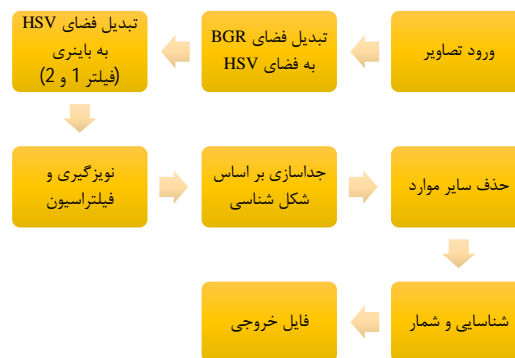 ورود تصاویر
تبدیل فضای BGR
به فضای HSV
تبدیل فضای HSV
به باینری
(فیلتر 1 و 2)
نویزگیری و
فیلتراسیون
جداسازی بر اساس
شکل شناسی
حذف سایر موارد
شناسایی و شمار
فایل خروجی